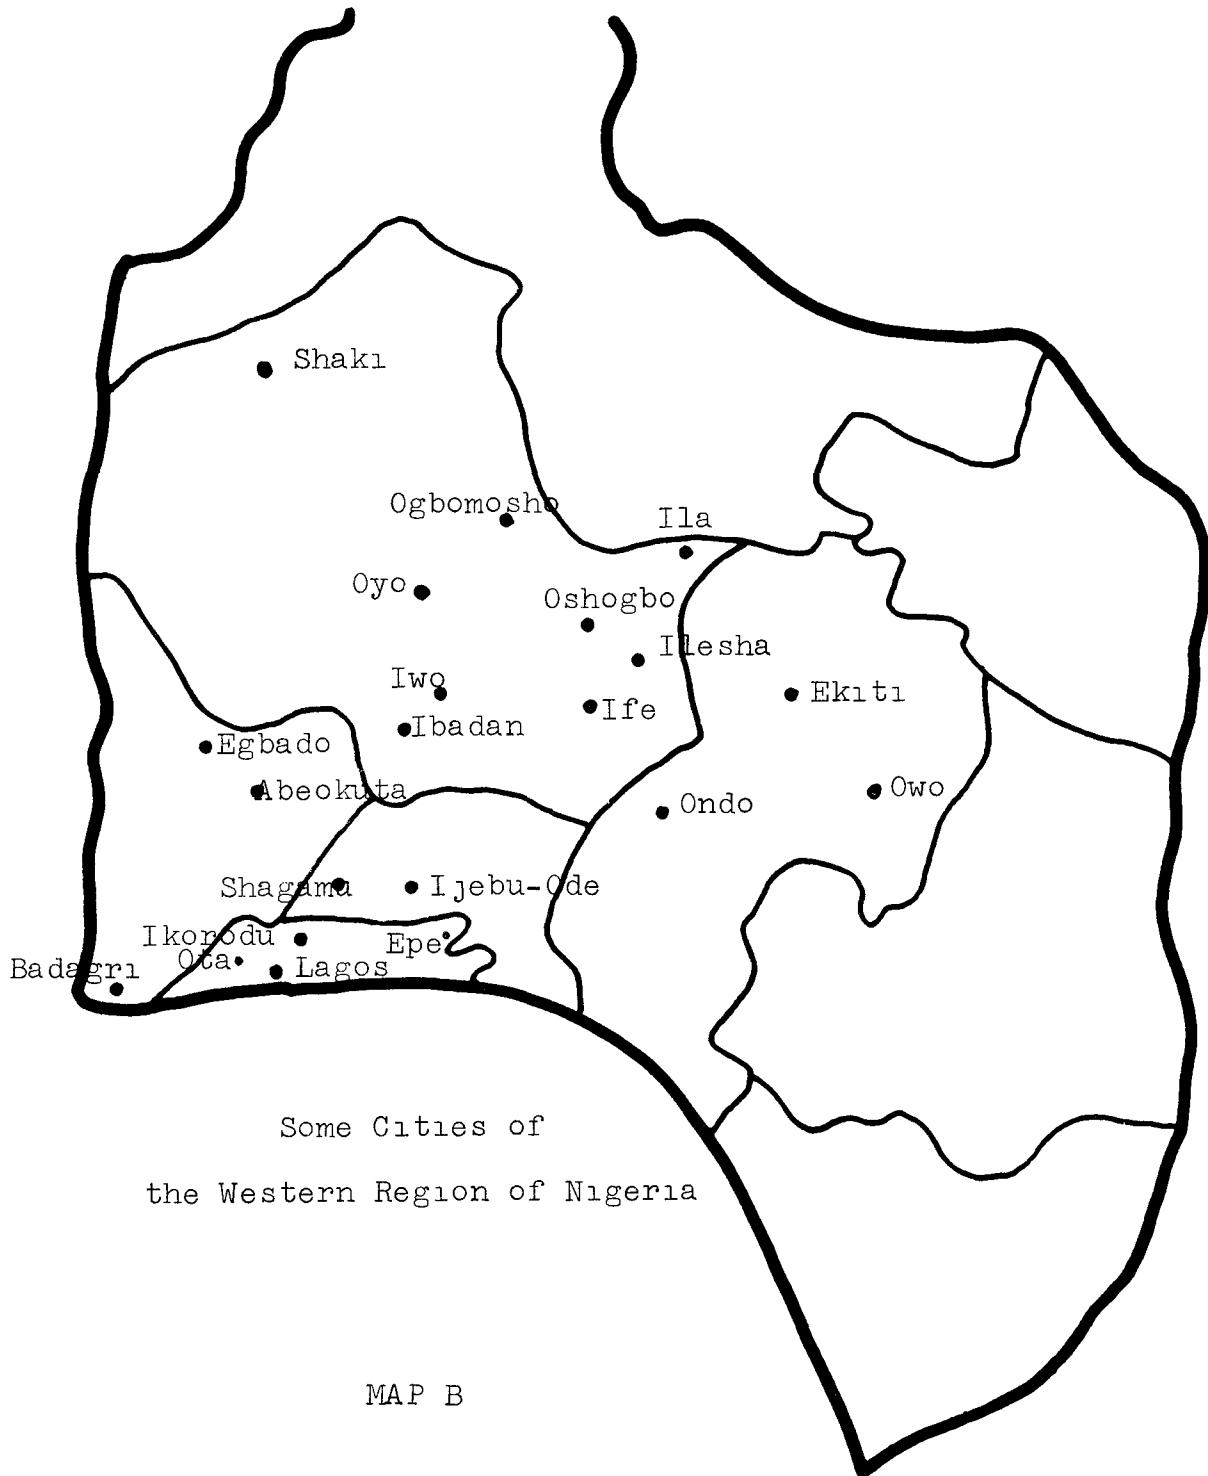 Shaki
Ogbomosho
Ila
Oyo
Oshogbo
Ilesha
Iwo
Ekiti
Ife
Ibadan
Egbado
Abeokuta
Owo
Ondo
Shagamu
Ijebu-Ode
Ikorodu
Epe
Ota
Lagos
Badagri
Some Cities of
the Western Region of Nigeria
MAP B